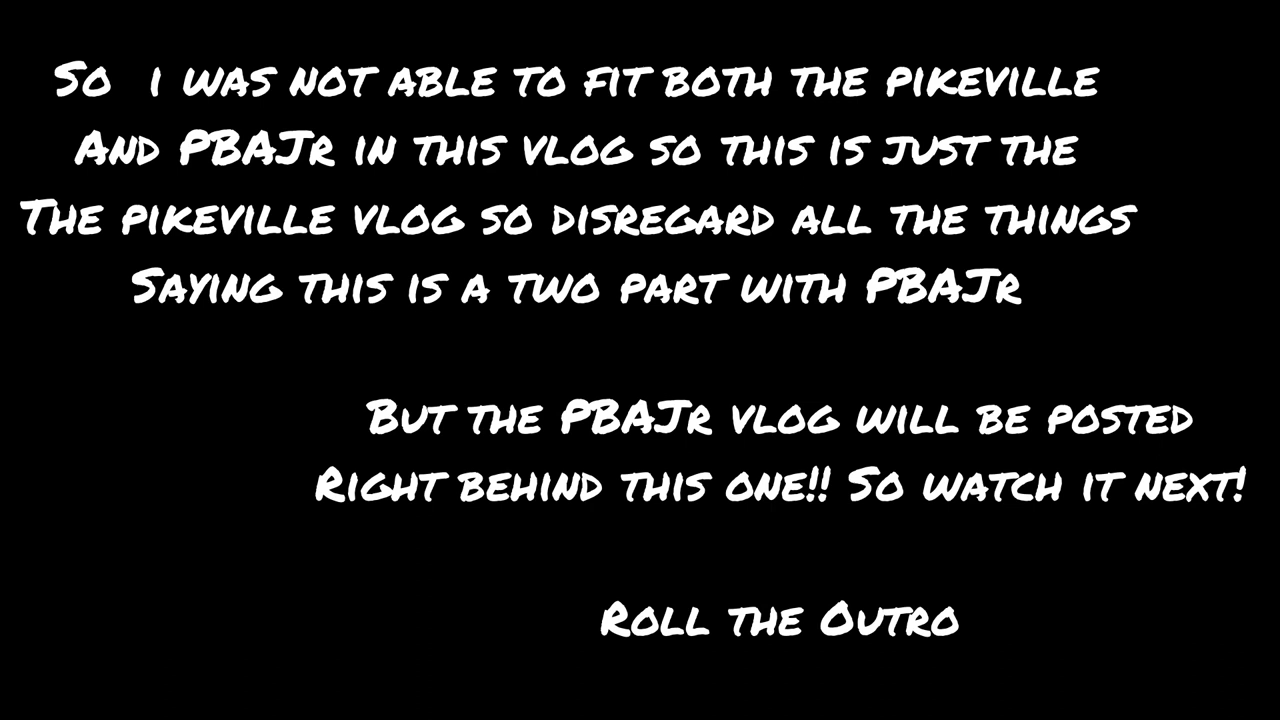 So i was not able to fit both the pikeville
And PBAJr in this vlog so this is just the
The pikeville vlog so disregard all the things
Saying this is a two part with PBAJr
But the PBAJr vlog will be posted
Right behind this one!! So watch it next!
Roll the Outro